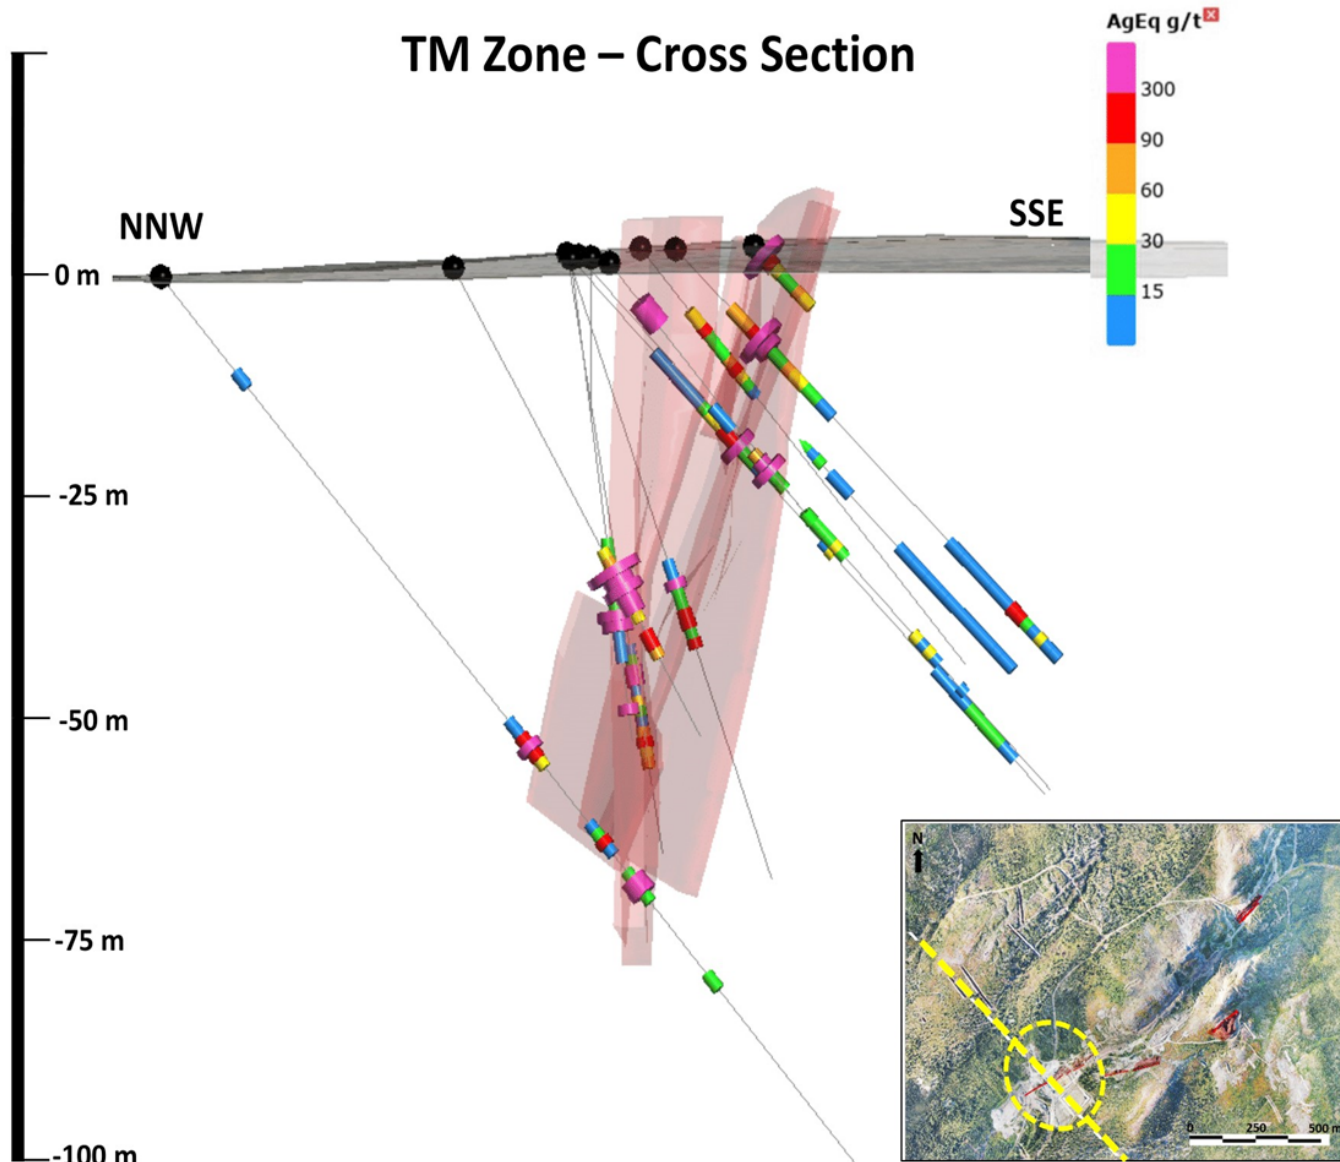 TM Zone – Cross Section
AgEq g/t
300
90
60
30
15
NNW
SSE
0 m
-25 m
-50 m
-75 m
-100 m
N
0 250 500 m